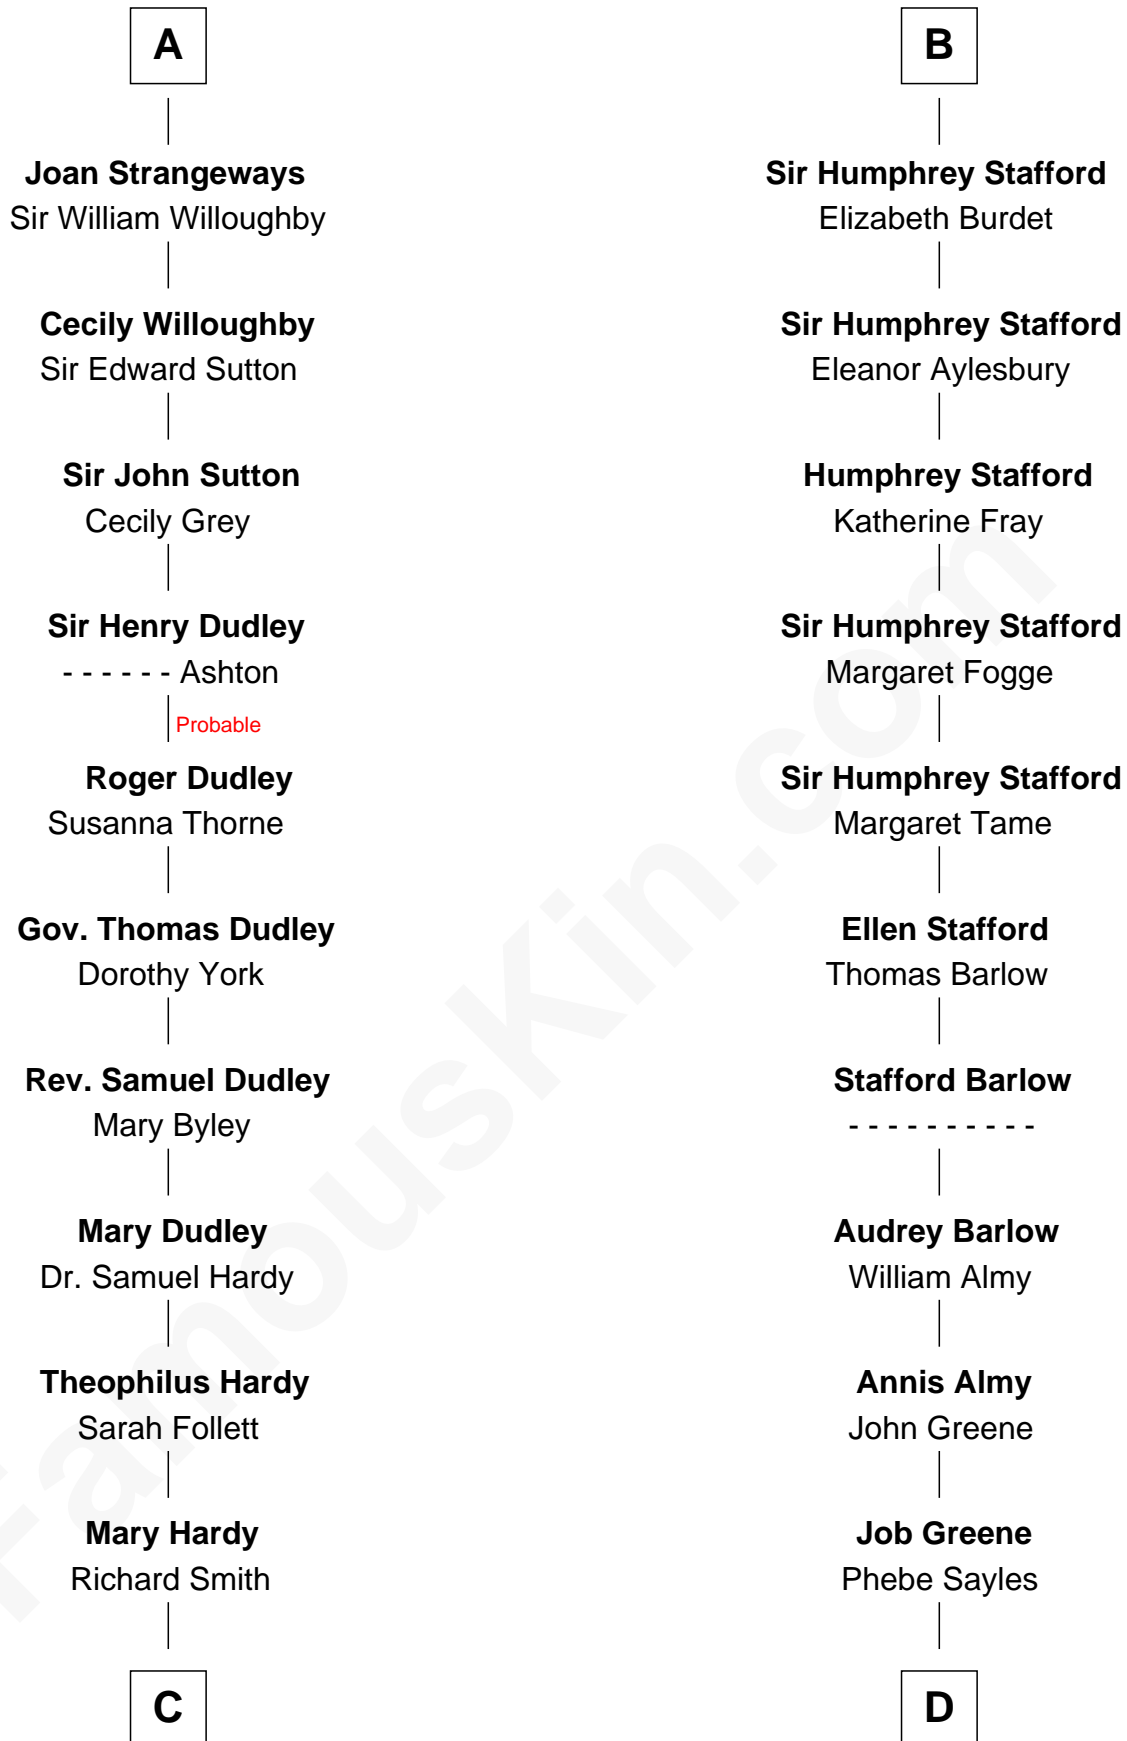 A
Joan Strangeways
Sir William Willoughby
Cecily Willoughby
Sir Edward Sutton
Sir John Sutton
Cecily Grey
Sir Henry Dudley
- - - - - - Ashton
Probable
Roger Dudley
Susanna Thorne
Gov. Thomas Dudley
Dorothy York
Rev. Samuel Dudley
Mary Byley
Mary Dudley
Dr. Samuel Hardy
Theophilus Hardy
Sarah Follett
Mary Hardy
Richard Smith
C
B
Sir Humphrey Stafford
Elizabeth Burdet
Sir Humphrey Stafford
Eleanor Aylesbury
Humphrey Stafford
Katherine Fray
Sir Humphrey Stafford
Margaret Fogge
Sir Humphrey Stafford
Margaret Tame
Ellen Stafford
Thomas Barlow
Stafford Barlow
- - - - - - - - - -
Audrey Barlow
William Almy
Annis Almy
John Greene
Job Greene
Phebe Sayles
D
FamousKin.com